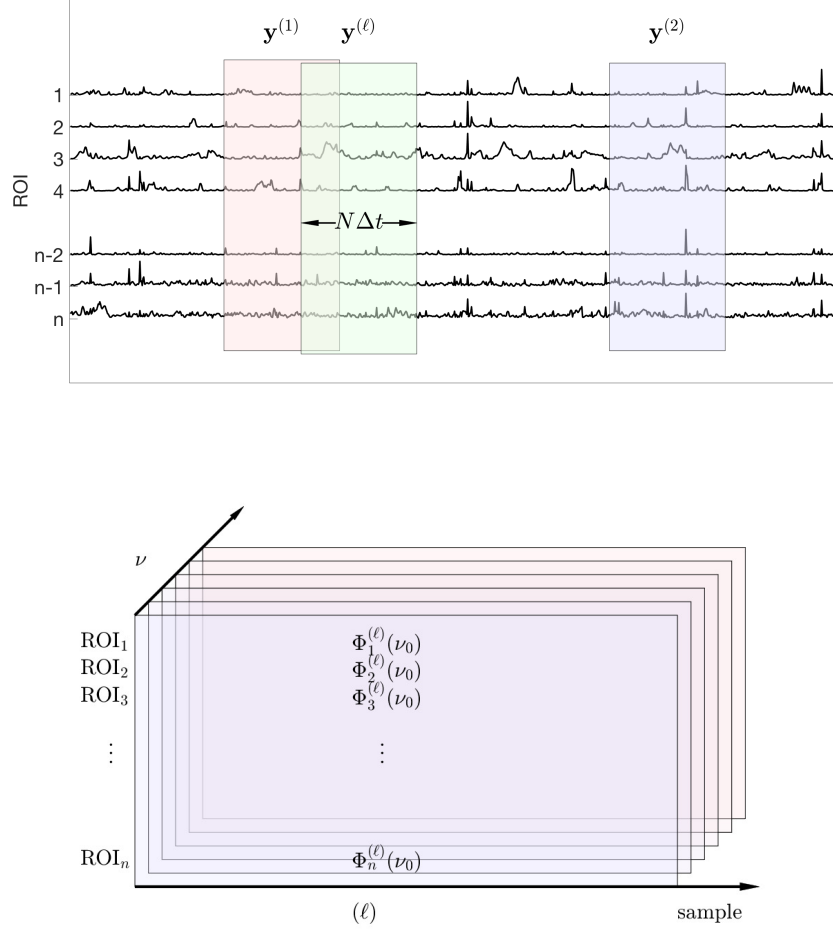 y^(1) y^(ℓ) y^(2)
1
2
3
ROI
4
NΔt
n-2
n-1
n
ν
ROI₁ Φ₁^(ℓ)(ν₀)
ROI₂ Φ₂^(ℓ)(ν₀)
ROI₃ Φ₃^(ℓ)(ν₀)
⋮ ⋮
ROIₙ Φₙ^(ℓ)(ν₀)
(ℓ) sample